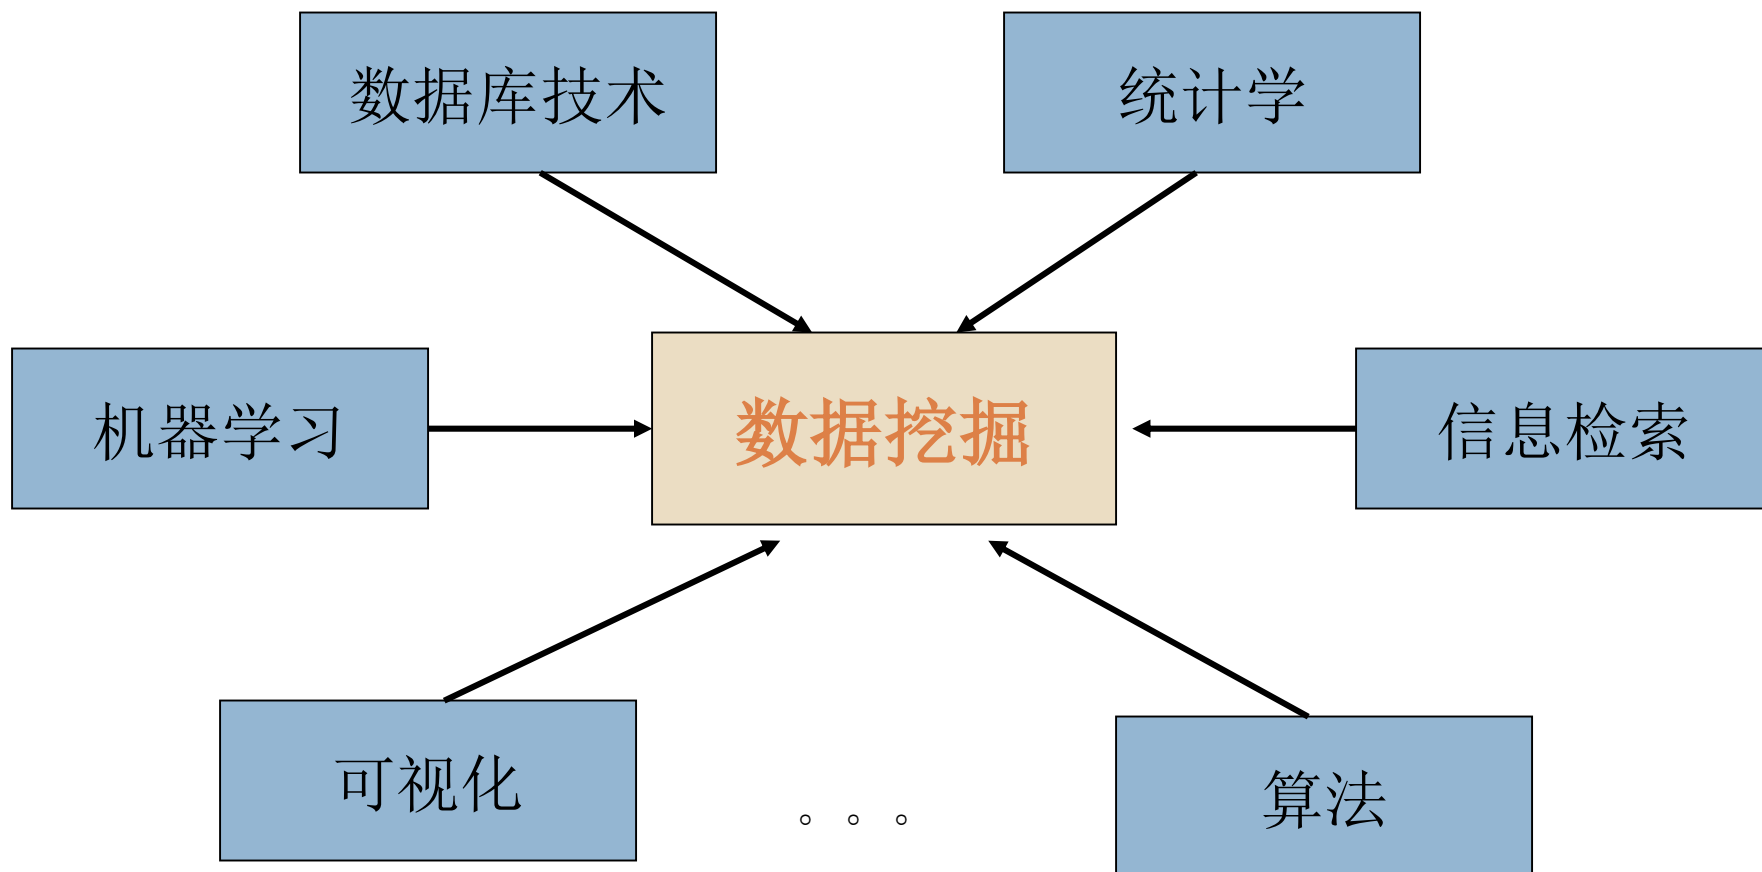 数据库技术
统计学
机器学习
数据挖掘
信息检索
可视化
。。。
算法